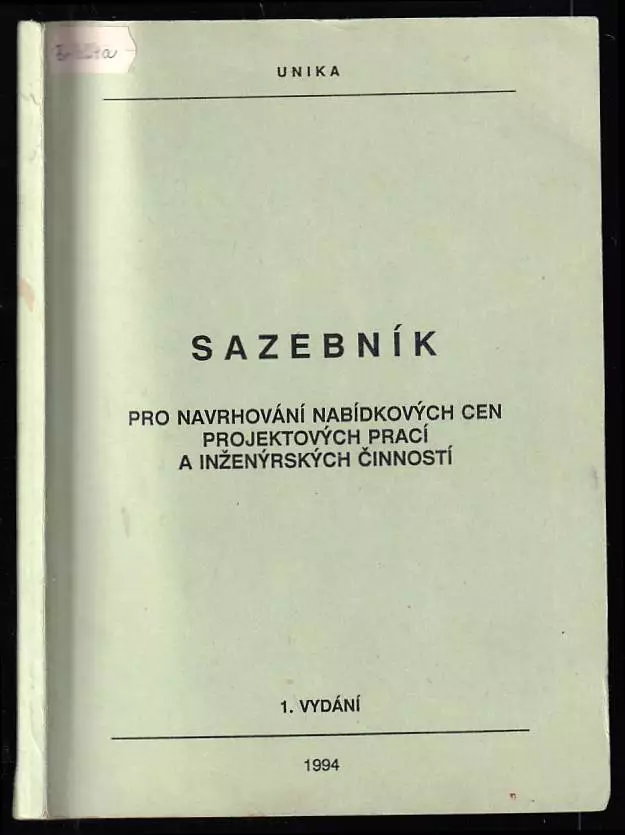 UNIKA
SAZEBNÍK
PRO NAVRHOVÁNÍ NABÍDKOVÝCH CEN
PROJEKTOVÝCH PRACÍ
A INŽENÝRSKÝCH ČINNOSTÍ
1. VYDÁNÍ
1994